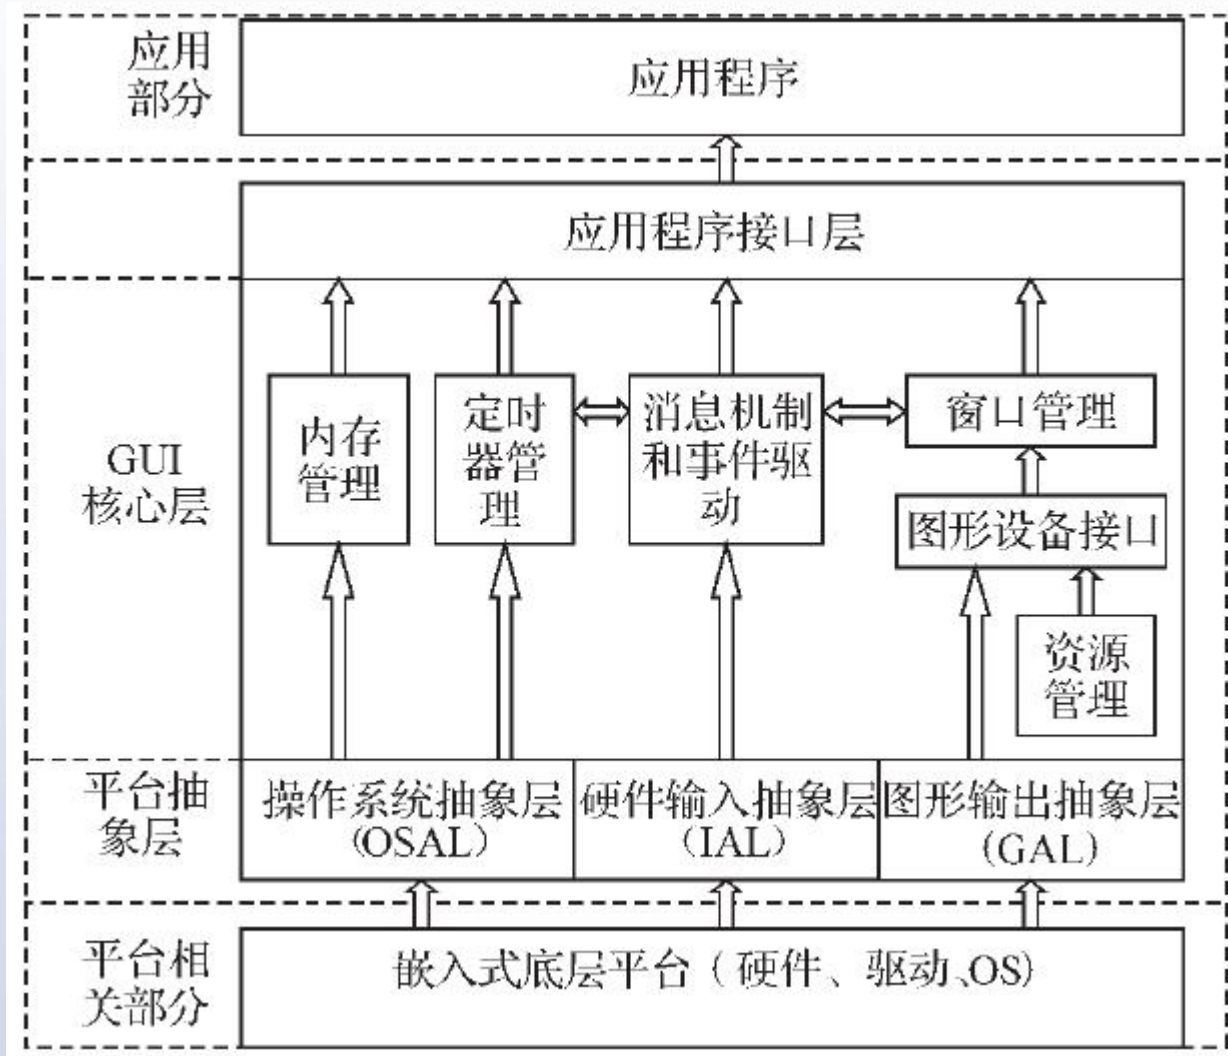 应用
部分
应用程序
应用程序接口层
GUI
核心层
内存
管理
定时
器管
理
消息机制
和事件驱
动
窗口管理
图形设备接口
资源
管理
平台抽
象层
操作系统抽象层
(OSAL)
硬件输入抽象层
(IAL)
图形输出抽象层
(GAL)
平台相
关部分
嵌入式底层平台(硬件、驱动、OS)